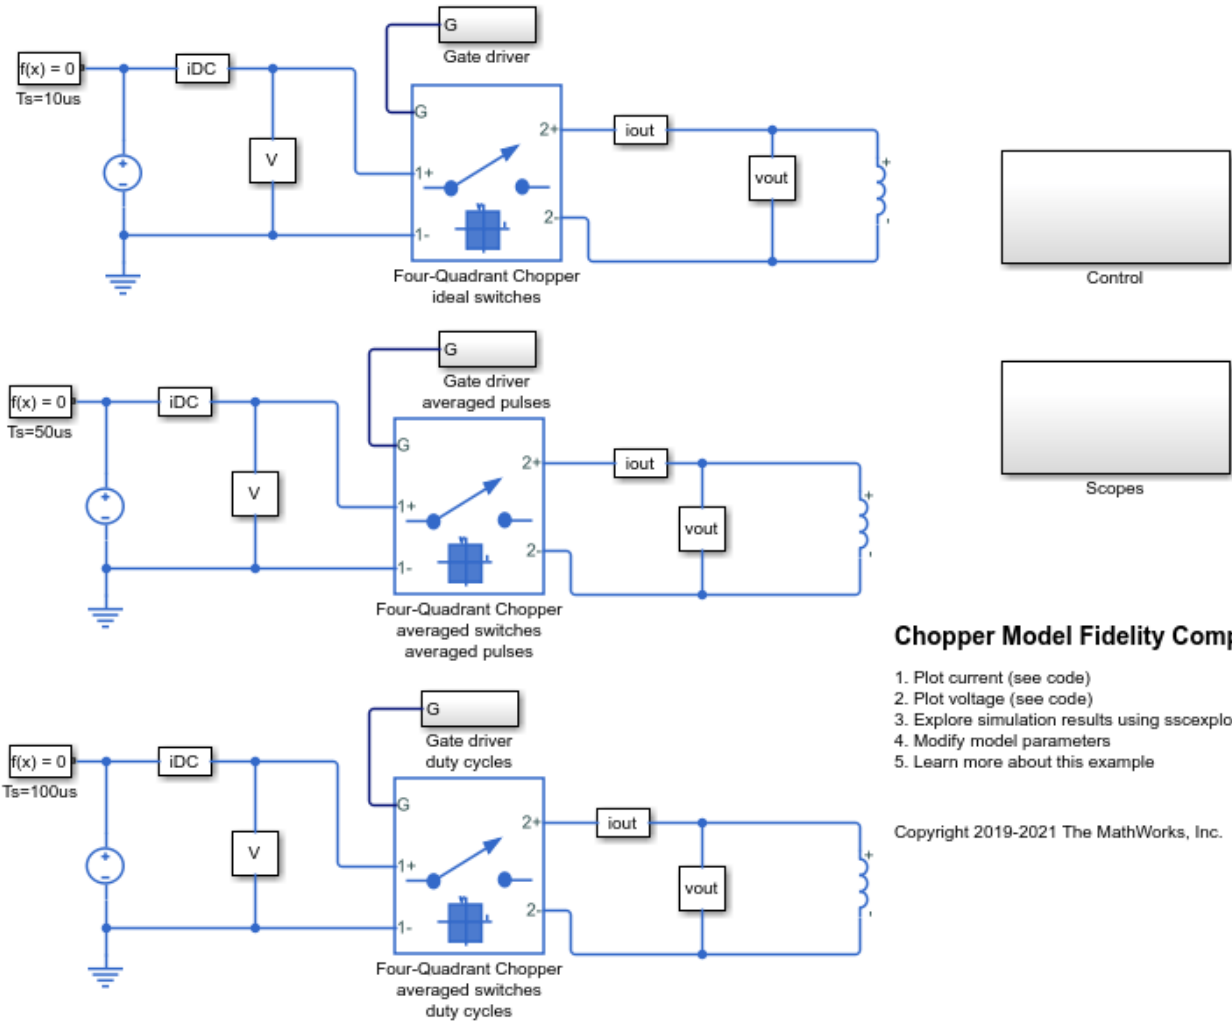 G
Gate driver
f(x) = 0
Ts=10us
iDC
V
G
1+
1-
2+
2-
iout
vout
+
-
Four-Quadrant Chopper
ideal switches
Control
G
Gate driver
averaged pulses
f(x) = 0
Ts=50us
iDC
V
G
1+
1-
2+
2-
iout
vout
+
-
Four-Quadrant Chopper
averaged switches
averaged pulses
Scopes
Chopper Model Fidelity Comp
1. Plot current (see code)
2. Plot voltage (see code)
3. Explore simulation results using sscexplo
4. Modify model parameters
5. Learn more about this example
Copyright 2019-2021 The MathWorks, Inc.
G
Gate driver
duty cycles
f(x) = 0
Ts=100us
iDC
V
G
1+
1-
2+
2-
iout
vout
+
-
Four-Quadrant Chopper
averaged switches
duty cycles